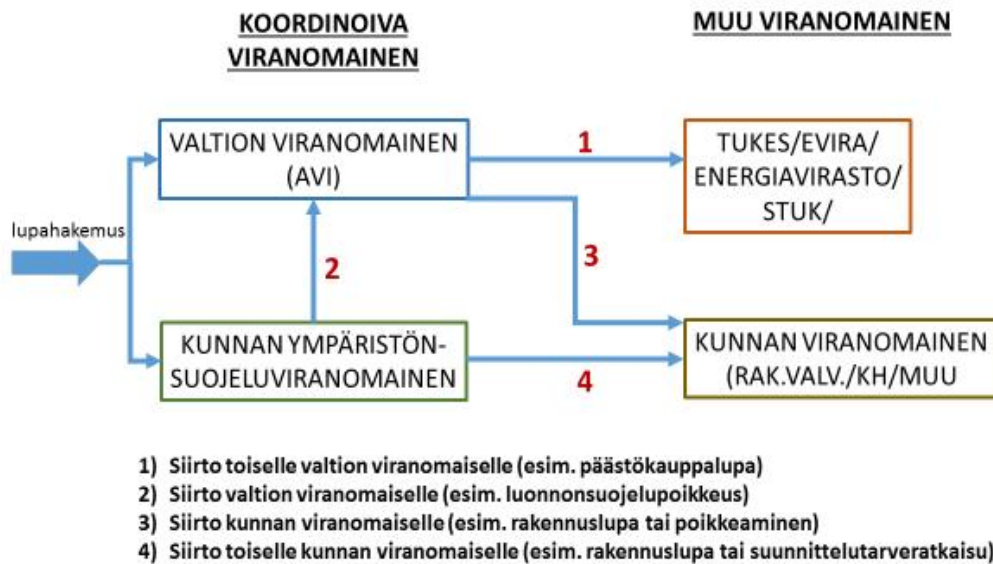 KOORDINOIVA
VIRANOMAINEN
MUU VIRANOMAINEN
VALTION VIRANOMAINEN
(AVI)
1
TUKES/EVIRA/
ENERGIAVIRASTO/
STUK/
lupahakemus
2
3
KUNNAN YMPÄRISTÖN-
SUOJELUVIRANOMAINEN
4
KUNNAN VIRANOMAINEN
(RAK.VALV./KH/MUU
1) Siirto toiselle valtion viranomaiselle (esim. päästökauppalupa)
2) Siirto valtion viranomaiselle (esim. luonnonsuojelupoikkeus)
3) Siirto kunnan viranomaiselle (esim. rakennuslupa tai poikkeaminen)
4) Siirto toiselle kunnan viranomaiselle (esim. rakennuslupa tai suunnittelutarveratkaisu)